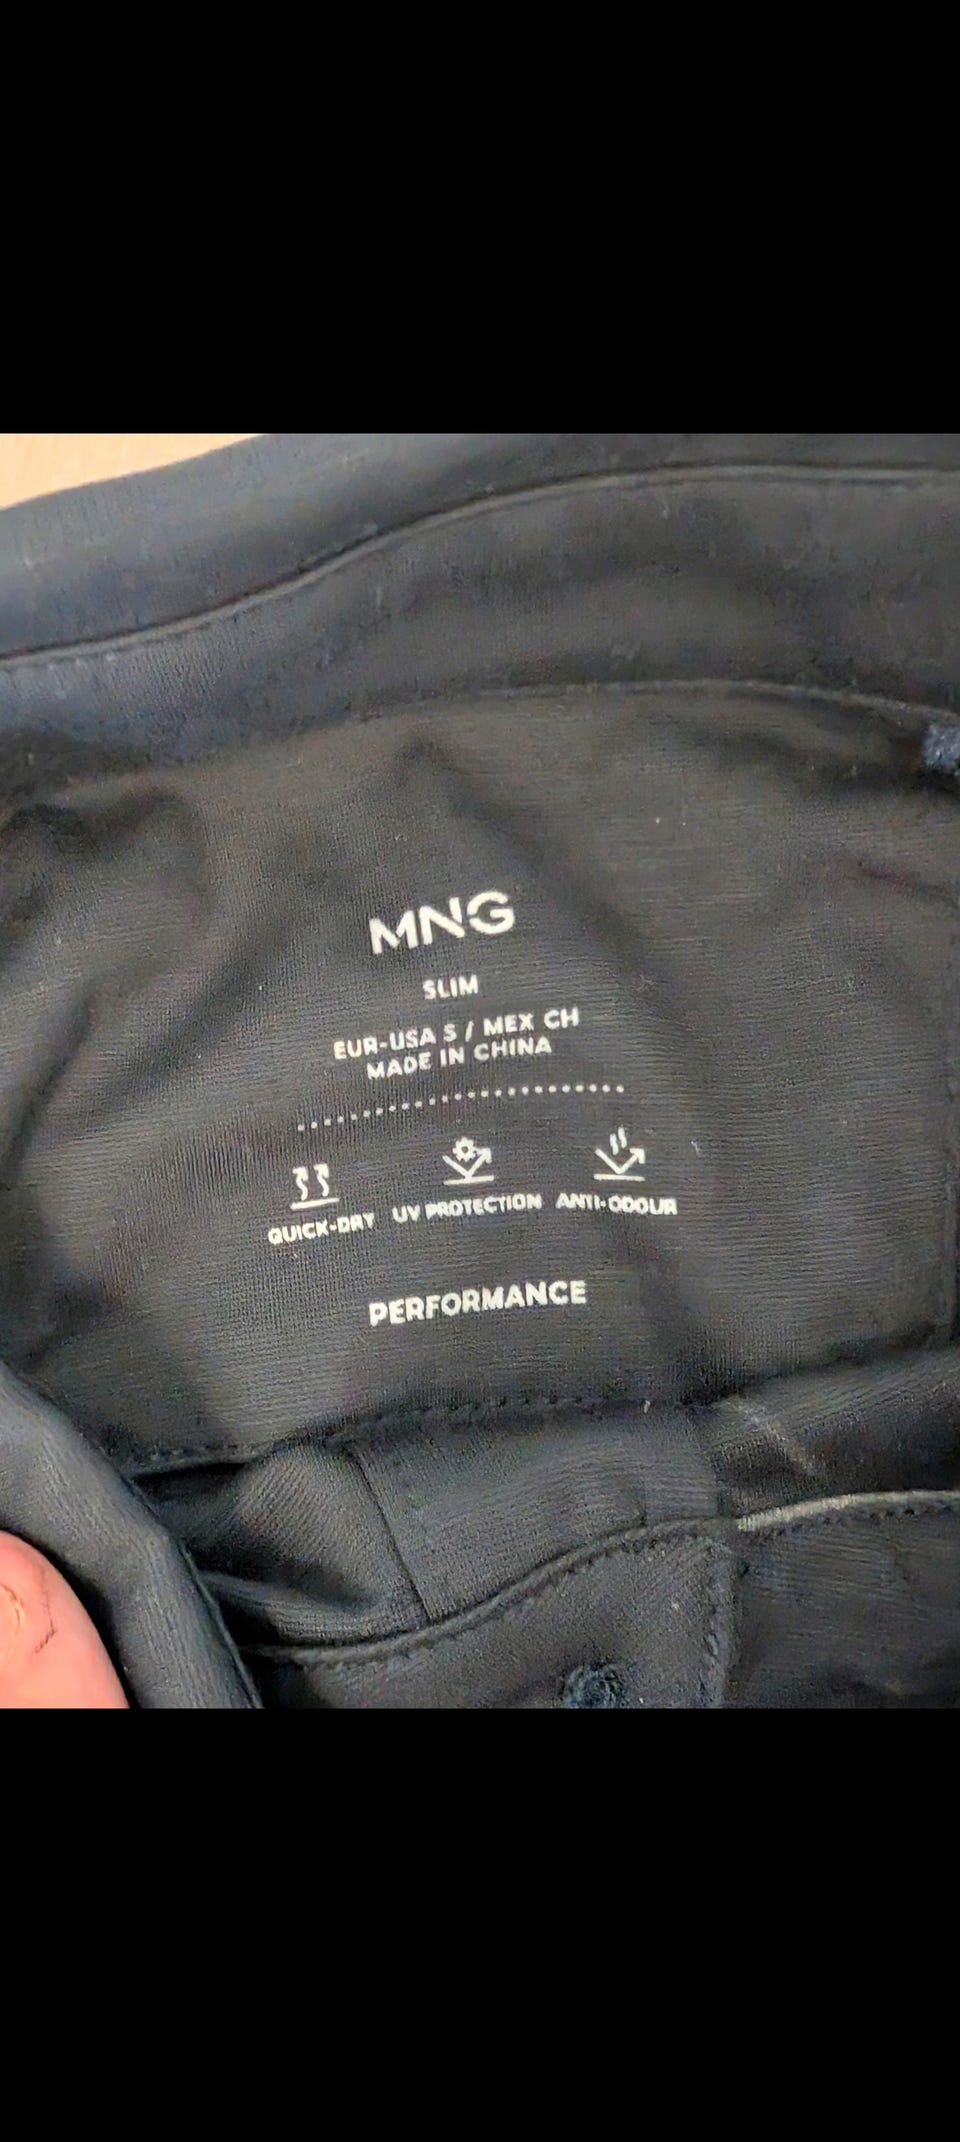 MNG
SLIM
EUR-USA S / MEX CH
MADE IN CHINA
QUICK-DRY UV PROTECTION ANTI-ODOUR
PERFORMANCE